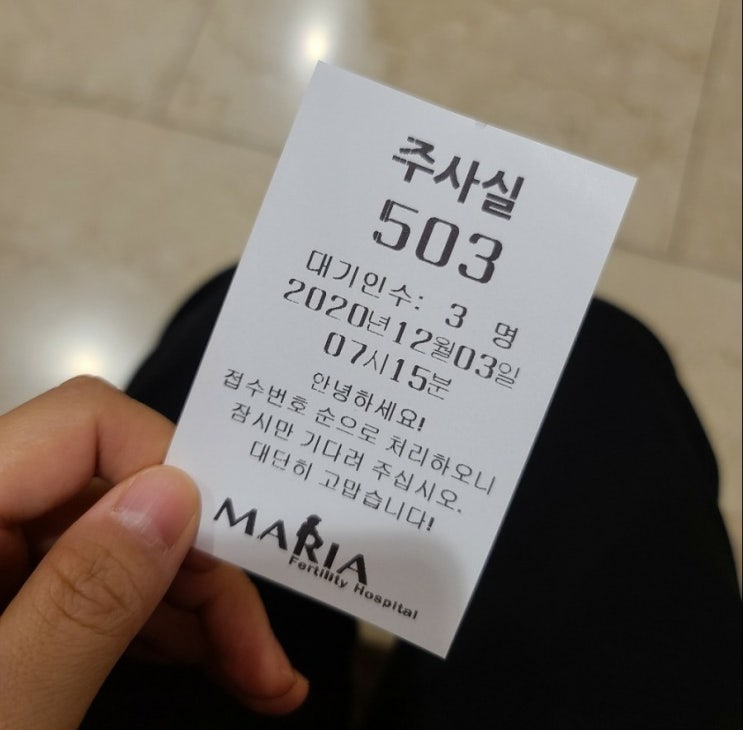 주사실
503
대기인수: 3 명
2020년12월03일
07시15분
안녕하세요!
접수번호 순으로 처리하오니
잠시만 기다려 주십시오.
대단히 고맙습니다!
MARIA
Fertility Hospital